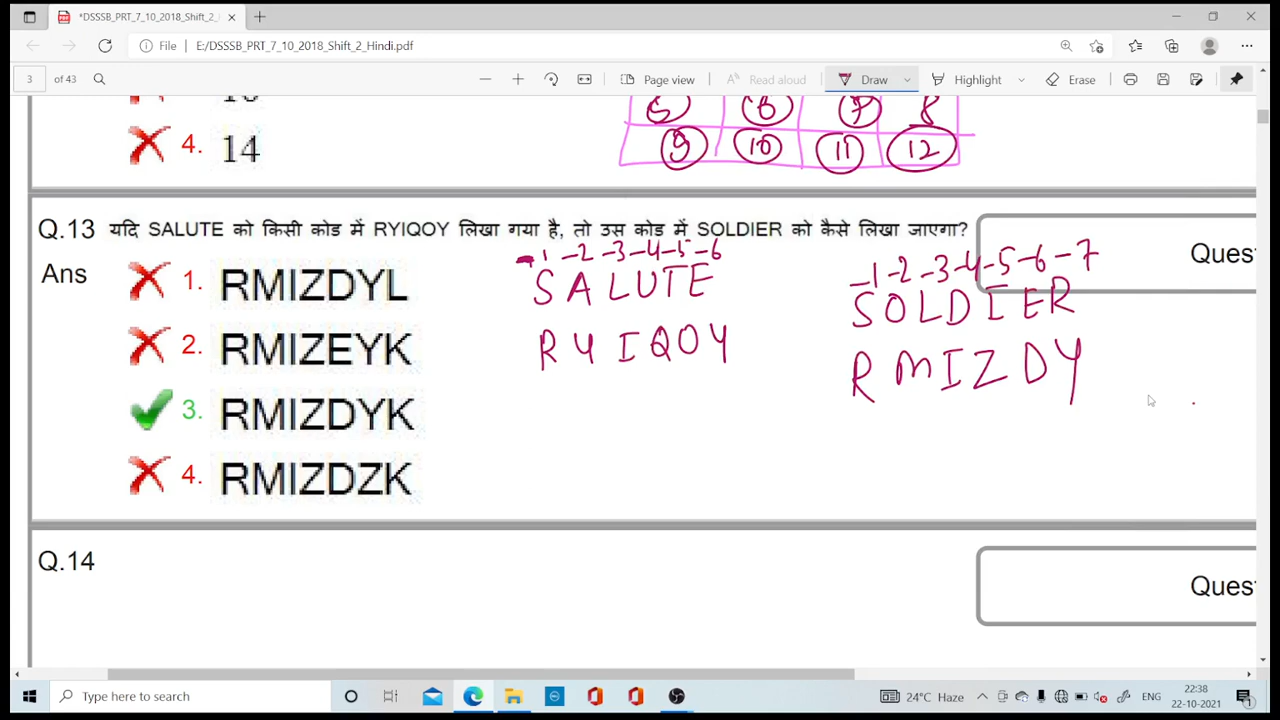 *DSSSB_PRT_7_10_2018_Shift_2_
File E:/DSSSB_PRT_7_10_2018_Shift_2_Hindi.pdf
3 of 43 Page view Read aloud Draw Highlight Erase
5 6 7 8
4. 14 9 10 11 12
Q.13 यदि SALUTE को किसी कोड में RYIQOY लिखा गया है, तो उस कोड में SOLDIER को कैसे लिखा जाएगा?
Ques
Ans
-1 -2 -3 -4 -5 -6
-1 -2 -3 -4 -5 -6 -7
1. RMIZDYL
SALUTE
SOLDIER
2. RMIZEYK
RYIQOY
RMIZDY
3. RMIZDYK
4. RMIZDZK
Q.14
Ques
Type here to search
24°C Haze ENG 22:38
22-10-2021